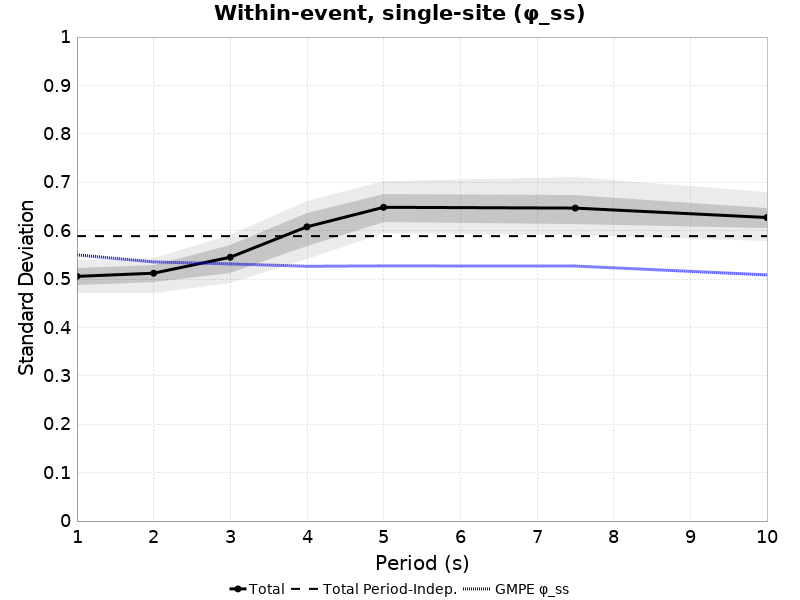 Within-event, single-site (φ_ss)
1
0.9
0.8
0.7
0.6
0.5
0.4
0.3
0.2
0.1
0
Standard Deviation
1 2 3 4 5 6 7 8 9 10
Period (s)
Total Total Period-Indep. GMPE φ_ss